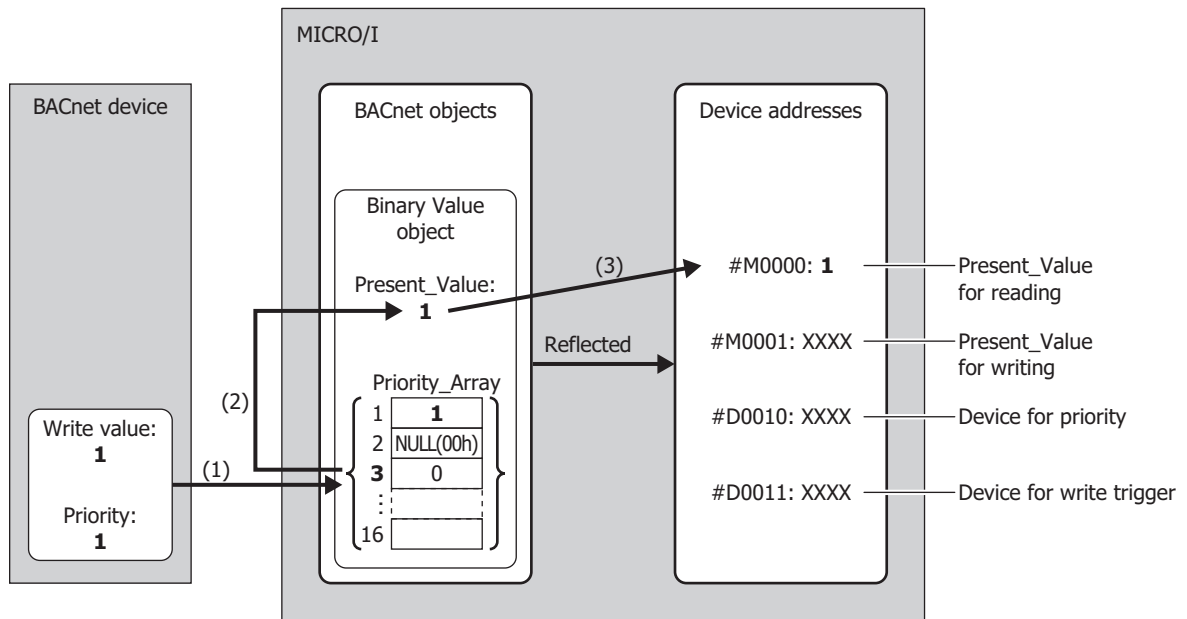 MICRO/I
BACnet device
BACnet objects
Device addresses
Binary Value
object
(3)
#M0000: 1
Present_Value
for reading
Present_Value:
1
Reflected
#M0001: XXXX
Present_Value
for writing
Priority_Array
(2)
1 1
2 NULL(00h)
3 0
:
16
#D0010: XXXX
Device for priority
Write value:
1
(1)
Priority:
1
#D0011: XXXX
Device for write trigger